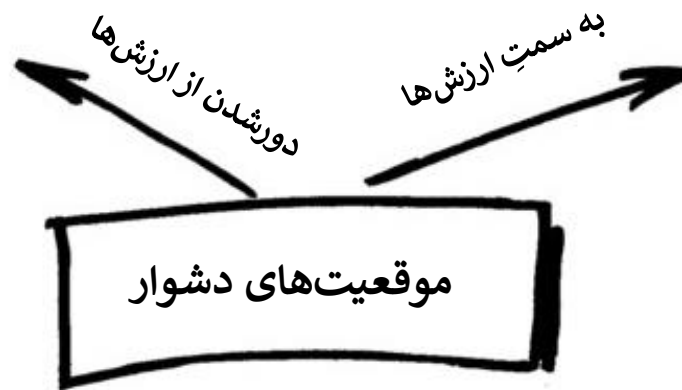 به سمتِ ارزش‌ها
دورشدن از ارزش‌ها
موقعیت‌های دشوار